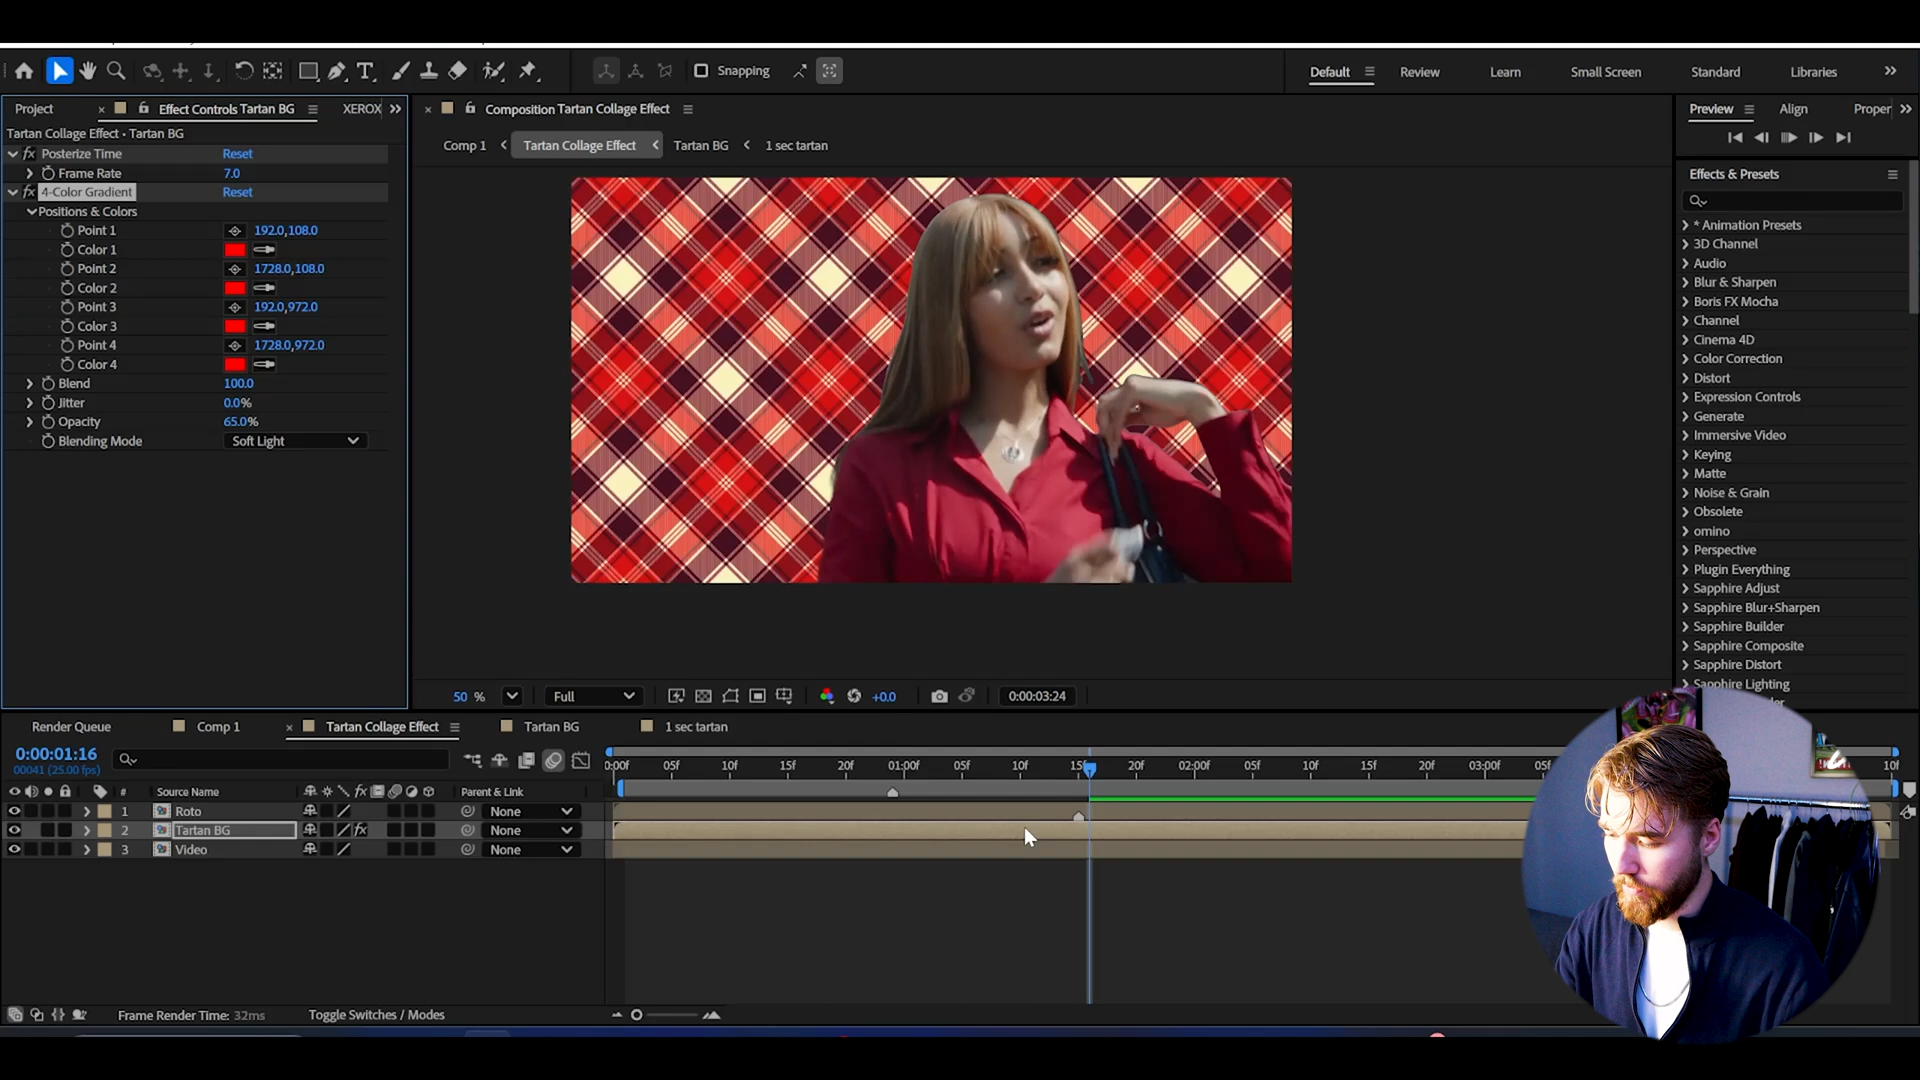 Snapping
Default
Review
Learn
Small Screen
Standard
Libraries
Project
Effect Controls Tartan BG
XEROX
Composition Tartan Collage Effect
Preview
Align
Proper
Tartan Collage Effect • Tartan BG
Comp 1
Tartan Collage Effect
Tartan BG
1 sec tartan
fx Posterize Time Reset
Frame Rate 7.0
fx 4-Color Gradient Reset
Positions & Colors
Point 1 192.0,108.0
Color 1
Point 2 1728.0,108.0
Color 2
Point 3 192.0,972.0
Color 3
Point 4 1728.0,972.0
Color 4
Blend 100.0
Jitter 0.0%
Opacity 65.0%
Blending Mode Soft Light
Effects & Presets
* Animation Presets
3D Channel
Audio
Blur & Sharpen
Boris FX Mocha
Channel
Cinema 4D
Color Correction
Distort
Expression Controls
Generate
Immersive Video
Keying
Matte
Noise & Grain
Obsolete
omino
Perspective
Plugin Everything
Sapphire Adjust
Sapphire Blur+Sharpen
Sapphire Builder
Sapphire Composite
Sapphire Distort
Sapphire Lighting
50 %
Full
+0.0
0:00:03:24
Render Queue
Comp 1
Tartan Collage Effect
Tartan BG
1 sec tartan
0:00:01:16
00041 (25.00 fps)
0:00f 05f 10f 15f 20f 01:00f 05f 10f 15f 20f 02:00f 05f 10f 15f 20f 03:00f 05f 10f
# Source Name fx Parent & Link
1 Roto None
2 Tartan BG fx None
3 Video None
Frame Render Time: 32ms
Toggle Switches / Modes